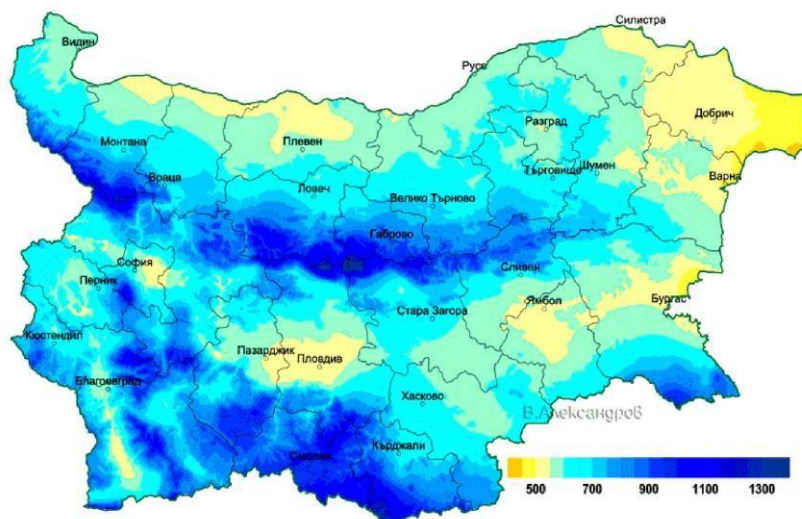 Силистра
Видин
Русе
Добрич
Разград
Монтана
Плевен
Търговище
Шумен
Варна
Враца
Ловеч
Велико Търново
Габрово
София
Сливен
Перник
Ямбол
Бургас
Стара Загора
Кюстендил
Пазарджик
Пловдив
Благоевград
Хасково
В.Александров
Кърджали
Смолян
500 700 900 1100 1300